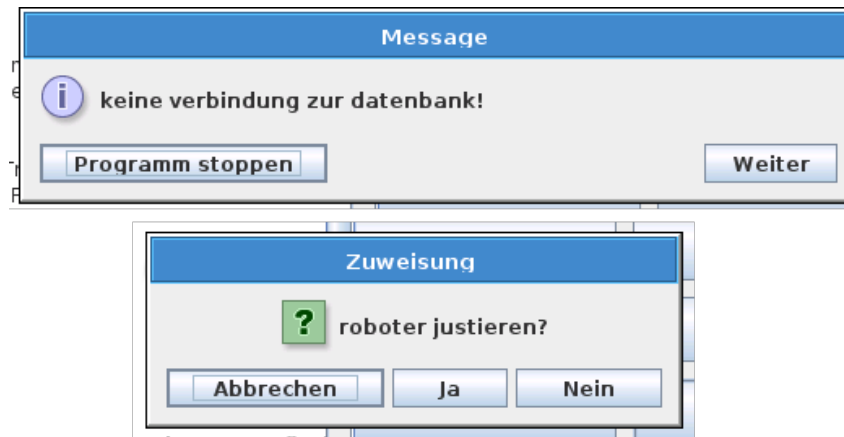 Message
keine verbindung zur datenbank!
Programm stoppen Weiter
Zuweisung
? roboter justieren?
Abbrechen Ja Nein